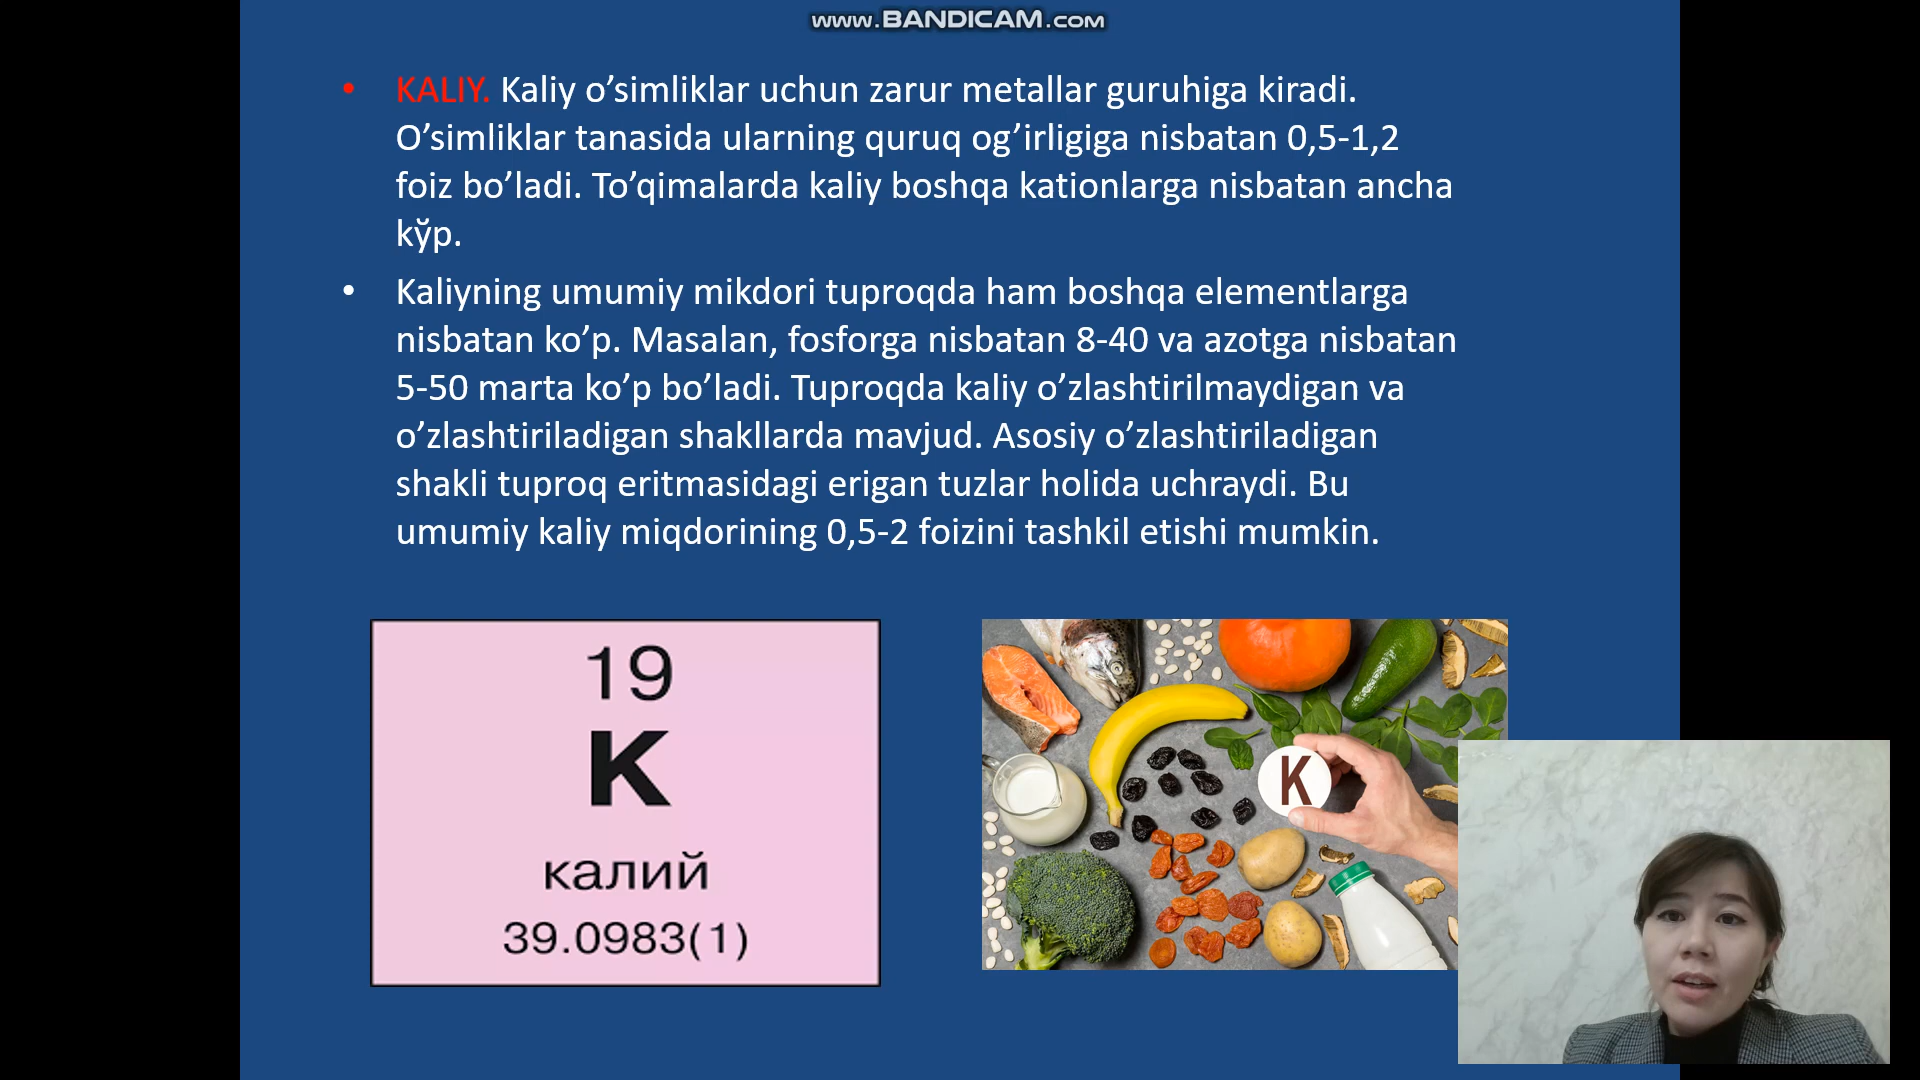 www.BANDICAM.com
• KALIY. Kaliy o’simliklar uchun zarur metallar guruhiga kiradi.
O’simliklar tanasida ularning quruq og’irligiga nisbatan 0,5-1,2
foiz bo’ladi. To’qimalarda kaliy boshqa kationlarga nisbatan ancha
kўp.
• Kaliyning umumiy mikdori tuproqda ham boshqa elementlarga
nisbatan ko’p. Masalan, fosforga nisbatan 8-40 va azotga nisbatan
5-50 marta ko’p bo’ladi. Tuproqda kaliy o’zlashtirilmaydigan va
o’zlashtiriladigan shakllarda mavjud. Asosiy o’zlashtiriladigan
shakli tuproq eritmasidagi erigan tuzlar holida uchraydi. Bu
umumiy kaliy miqdorining 0,5-2 foizini tashkil etishi mumkin.
19
K
калий
39.0983(1)
K